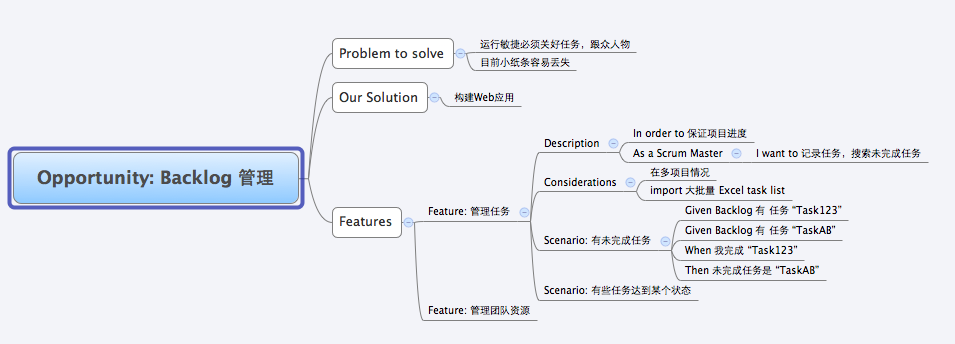 Opportunity: Backlog 管理
Problem to solve
运行敏捷必须关好任务，跟众人物
目前小纸条容易丢失
Our Solution
构建Web应用
Features
Feature: 管理任务
Description
In order to 保证项目进度
As a Scrum Master
I want to 记录任务，搜索未完成任务
Considerations
在多项目情况
import 大批量 Excel task list
Scenario: 有未完成任务
Given Backlog 有 任务 “Task123”
Given Backlog 有 任务 “TaskAB”
When 我完成 “Task123”
Then 未完成任务是 “TaskAB”
Scenario: 有些任务达到某个状态
Feature: 管理团队资源